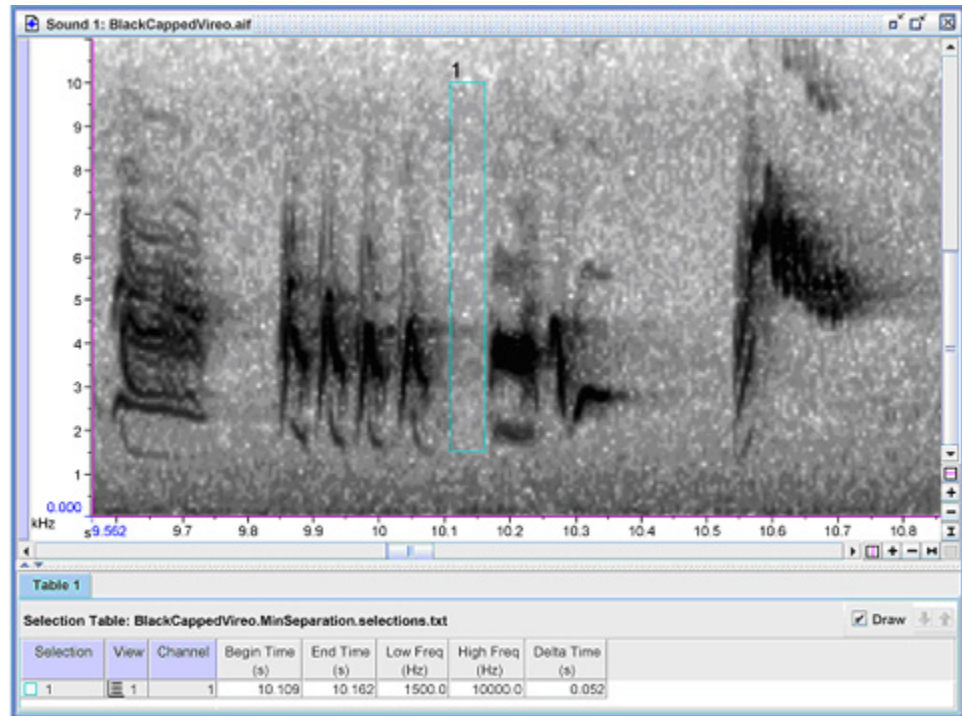 Sound 1: BlackCappedVireo.aif
1
10
9
8
7
6
5
4
3
2
1
0.000
kHz
s 9.562 9.7 9.8 9.9 10 10.1 10.2 10.3 10.4 10.5 10.6 10.7 10.8
Table 1
Selection Table: BlackCappedVireo.MinSeparation.selections.txt Draw
Selection View Channel Begin Time (s) End Time (s) Low Freq (Hz) High Freq (Hz) Delta Time (s)
1 1 1 10.109 10.162 1500.0 10000.0 0.052